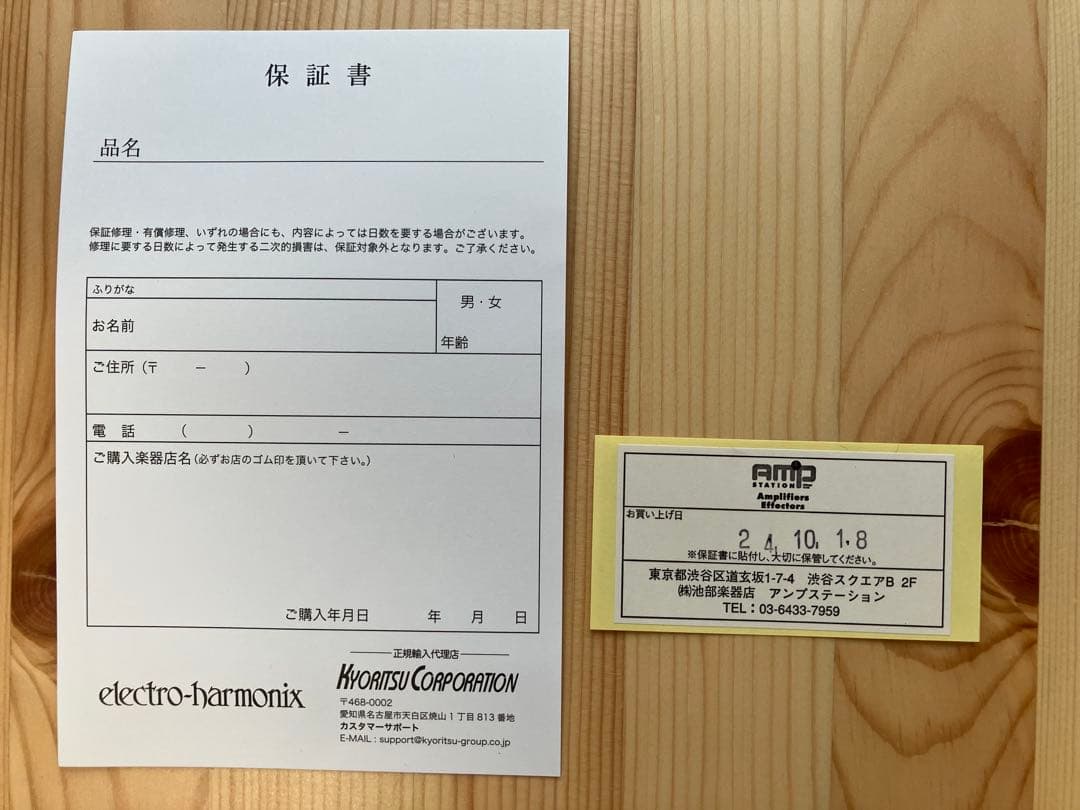 保証書
品名
保証修理・有償修理、いずれの場合にも、内容によっては日数を要する場合がございます。
修理に要する日数によって発生する二次的損害は、保証対象外となります。ご了承ください。
ふりがな
男・女
お名前
年齢
ご住所(〒　－　)
電　話　(　　)　　－
ご購入楽器店名(必ずお店のゴム印を頂いて下さい。)
ご購入年月日　　年　月　日
electro-harmonix
正規輸入代理店
KYORITSU CORPORATION
〒468-0002
愛知県名古屋市天白区焼山1丁目813番地
カスタマーサポート
E-MAIL : support@kyoritsu-group.co.jp
AMP
STATION
Amplifiers
Effectors
お買い上げ日
24.10.1.8
※保証書に貼付し、大切に保管してください。
東京都渋谷区道玄坂1-7-4　渋谷スクエアB 2F
㈱池部楽器店　アンプステーション
TEL：03-6433-7959